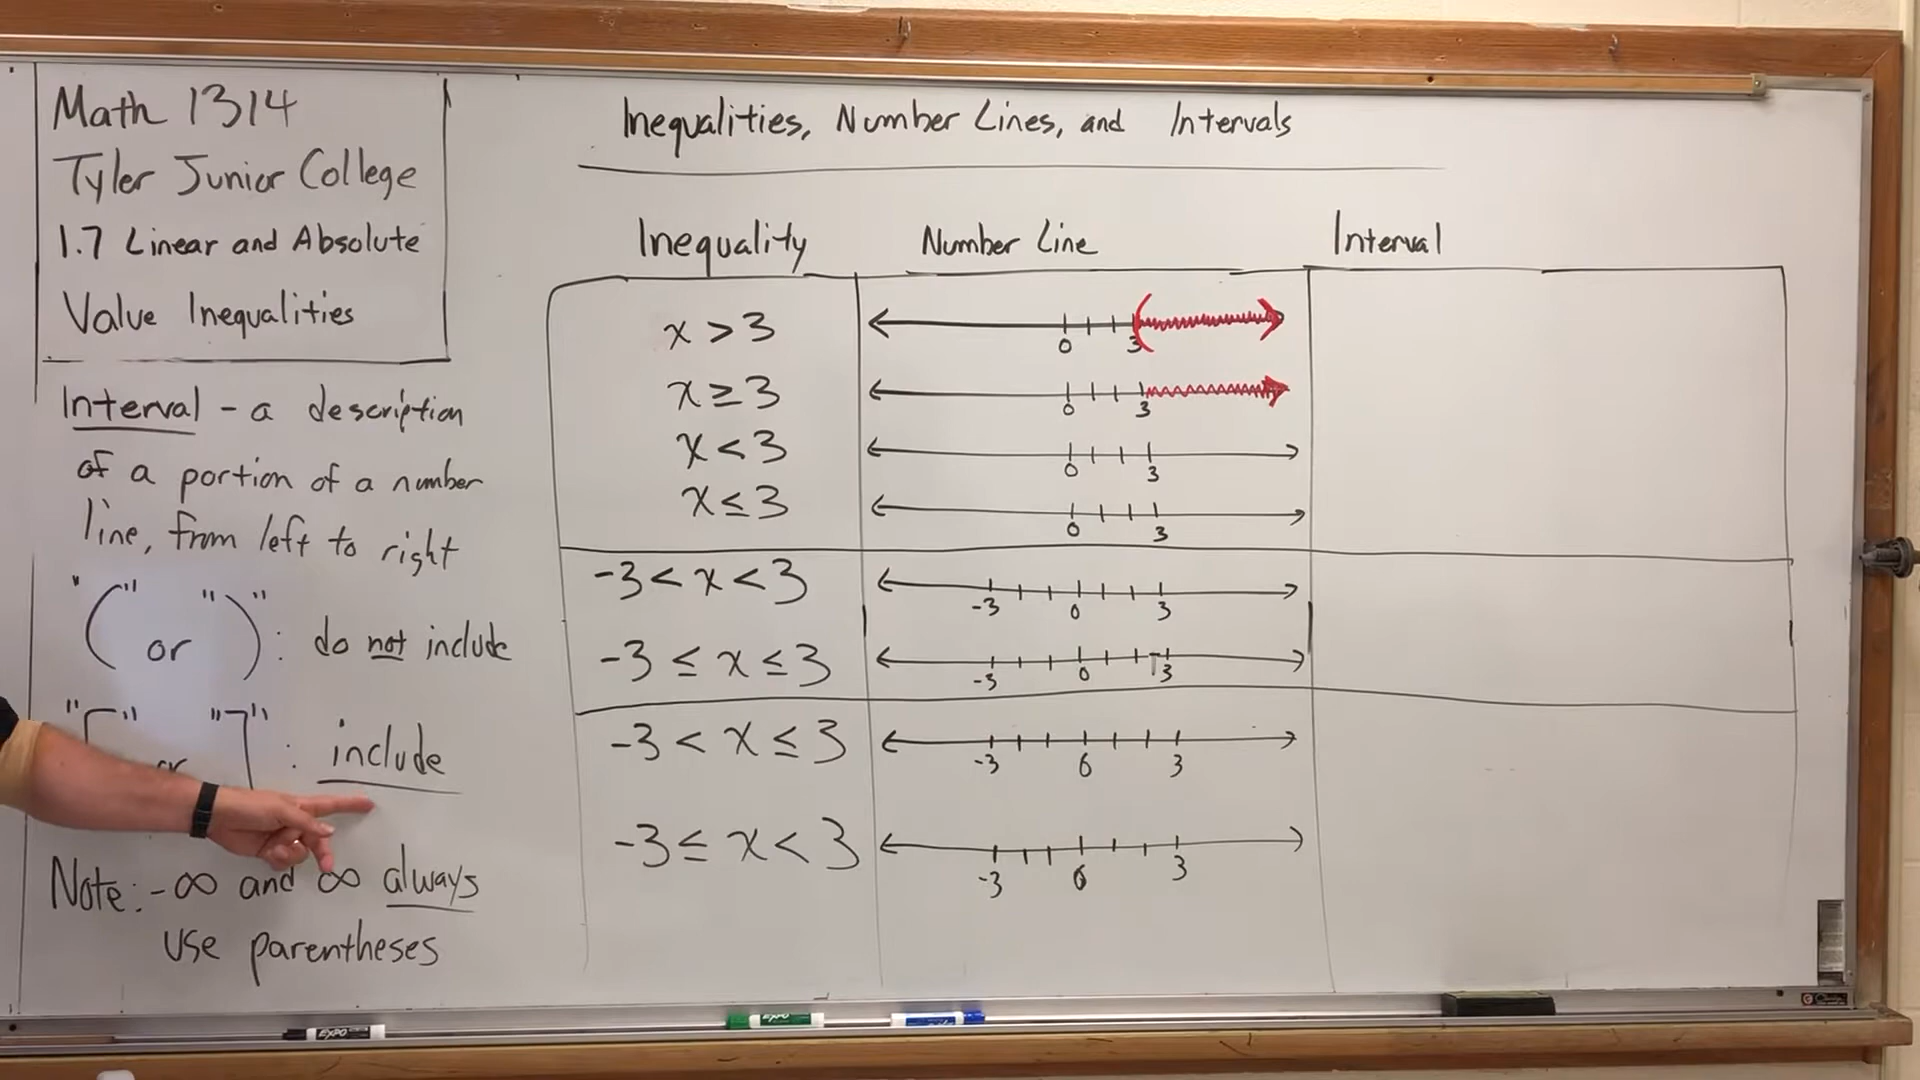 Math 1314
Tyler Junior College
1.7 Linear and Absolute
Value Inequalities
Interval - a description
of a portion of a number
line, from left to right
"(" or ")": do not include
"[" or "]": include
Note: -∞ and ∞ always
use parentheses
Inequalities, Number Lines, and Intervals
Inequality Number Line Interval
x > 3
0 3
x ≥ 3
0 3
x < 3
0 3
x ≤ 3
0 3
-3 < x < 3
-3 0 3
-3 ≤ x ≤ 3
-3 0 3
-3 < x ≤ 3
-3 0 3
-3 ≤ x < 3
-3 0 3
EXPO
EXPO